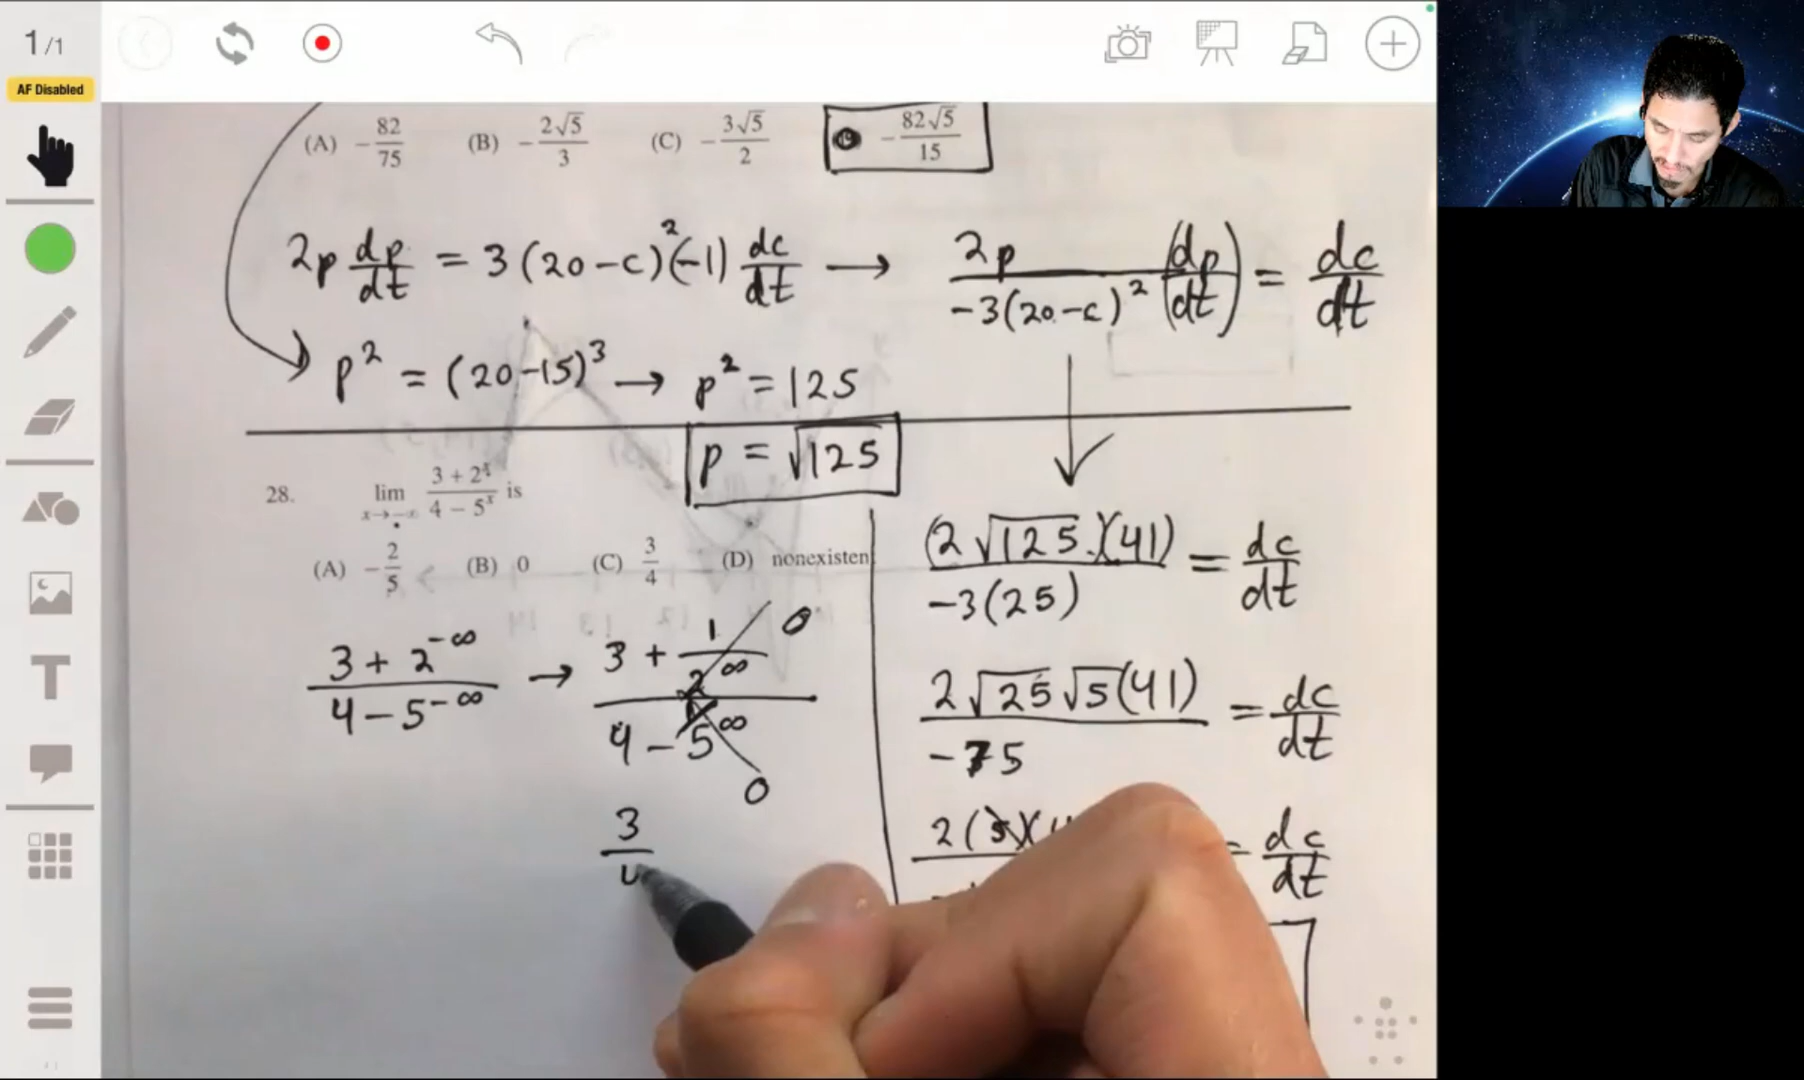 1/1
AF Disabled
(A) -82/75 (B) -2√5/3 (C) -3√5/2 -82√5/15
2p dp/dt = 3(20-c)²(-1) dc/dt → 2p/-3(20-c)² (dp/dt) = dc/dt
p² = (20-15)³ → p² = 125
p = √125
28. lim x→-∞ 3 + 2ˣ/4 - 5ˣ is
(A) -2/5 (B) 0 (C) 3/4 (D) nonexisten
(2√125)(41)/-3(25) = dc/dt
3+2^-∞/4-5^-∞ → 3+1/2^∞ 0/4-5^∞ 0
2√25√5(41)/-75 = dc/dt
3
2(5)( = dc/dt
T